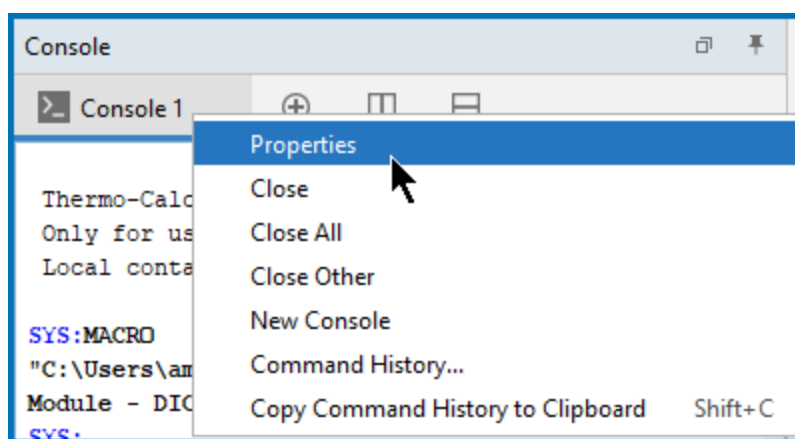 Console
Console 1
Properties
Close
Close All
Close Other
New Console
Command History...
Copy Command History to Clipboard Shift+C
Thermo-Calc
Only for us
Local conta
SYS:MACRO
"C:\Users\am
Module - DIC
SYS: